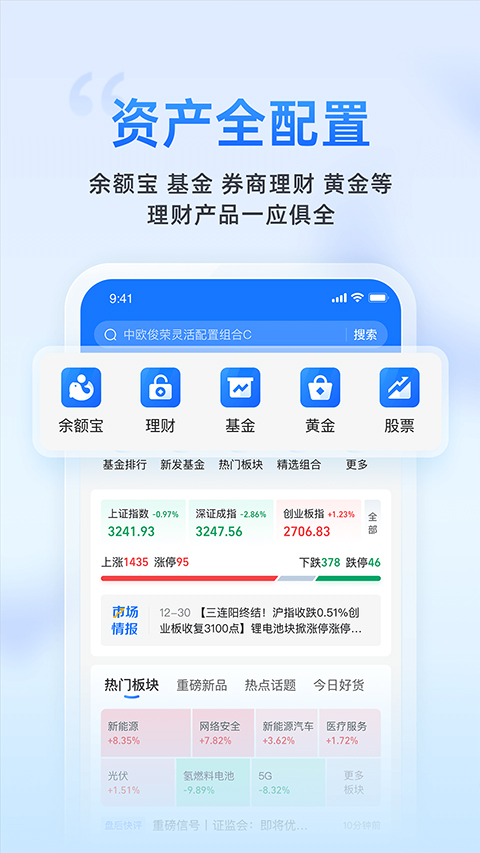 资产全配置
余额宝 基金 券商理财 黄金等
理财产品一应俱全
9:41
中欧俊荣灵活配置组合C 搜索
余额宝 理财 基金 黄金 股票
基金排行 新发基金 热门板块 精选组合 更多
上证指数 -0.97% 深证成指 -2.86% 创业板指 +1.23% 全部
3241.93 3247.56 2706.83
上涨1435 涨停95 下跌378 跌停46
市场情报
12-30 【三连阳终结！沪指收跌0.51%创
业板收复3100点】锂电池块掀涨停涨停...
热门板块 重磅新品 热点话题 今日好货
新能源 网络安全 新能源汽车 医疗服务
+8.35% +7.82% +3.62% +1.72%
光伏 氢燃料电池 5G 更多板块
+1.51% -9.89% -8.32%
盘后快评 重磅信号丨证监会：即将优... 10分钟前